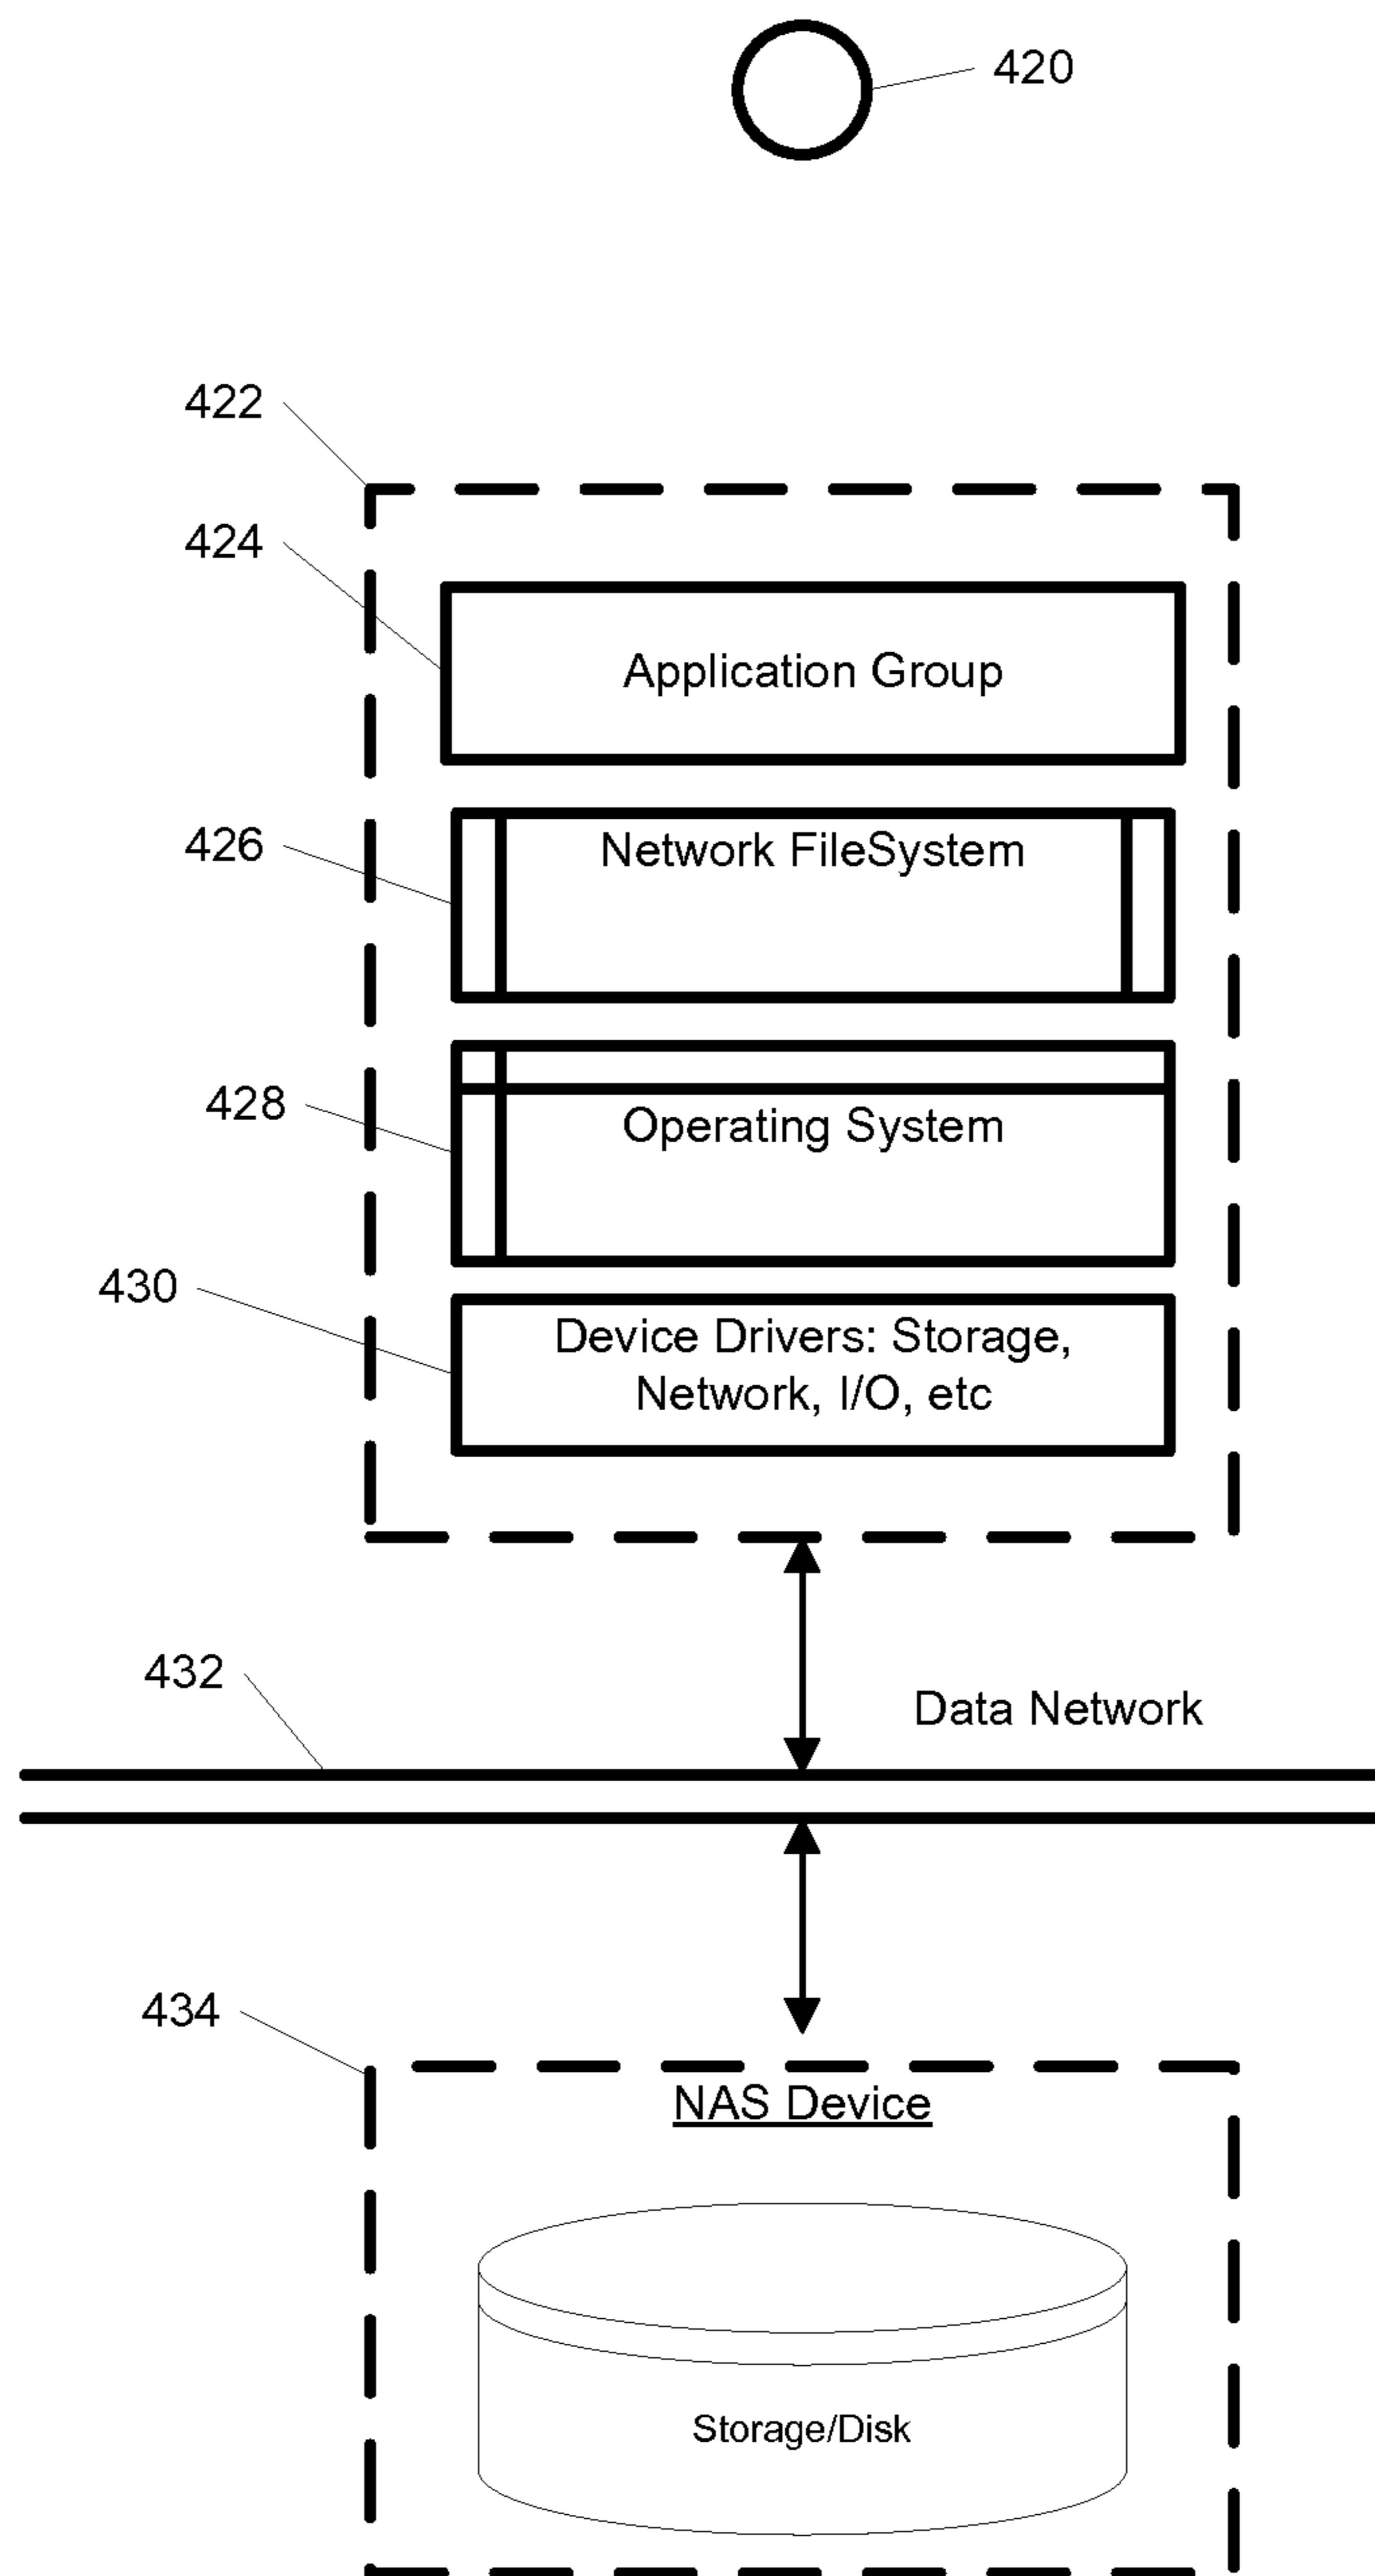 420
422
424
Application Group
426
Network FileSystem
428
Operating System
430
Device Drivers: Storage,
Network, I/O, etc
432
Data Network
434
NAS Device
Storage/Disk